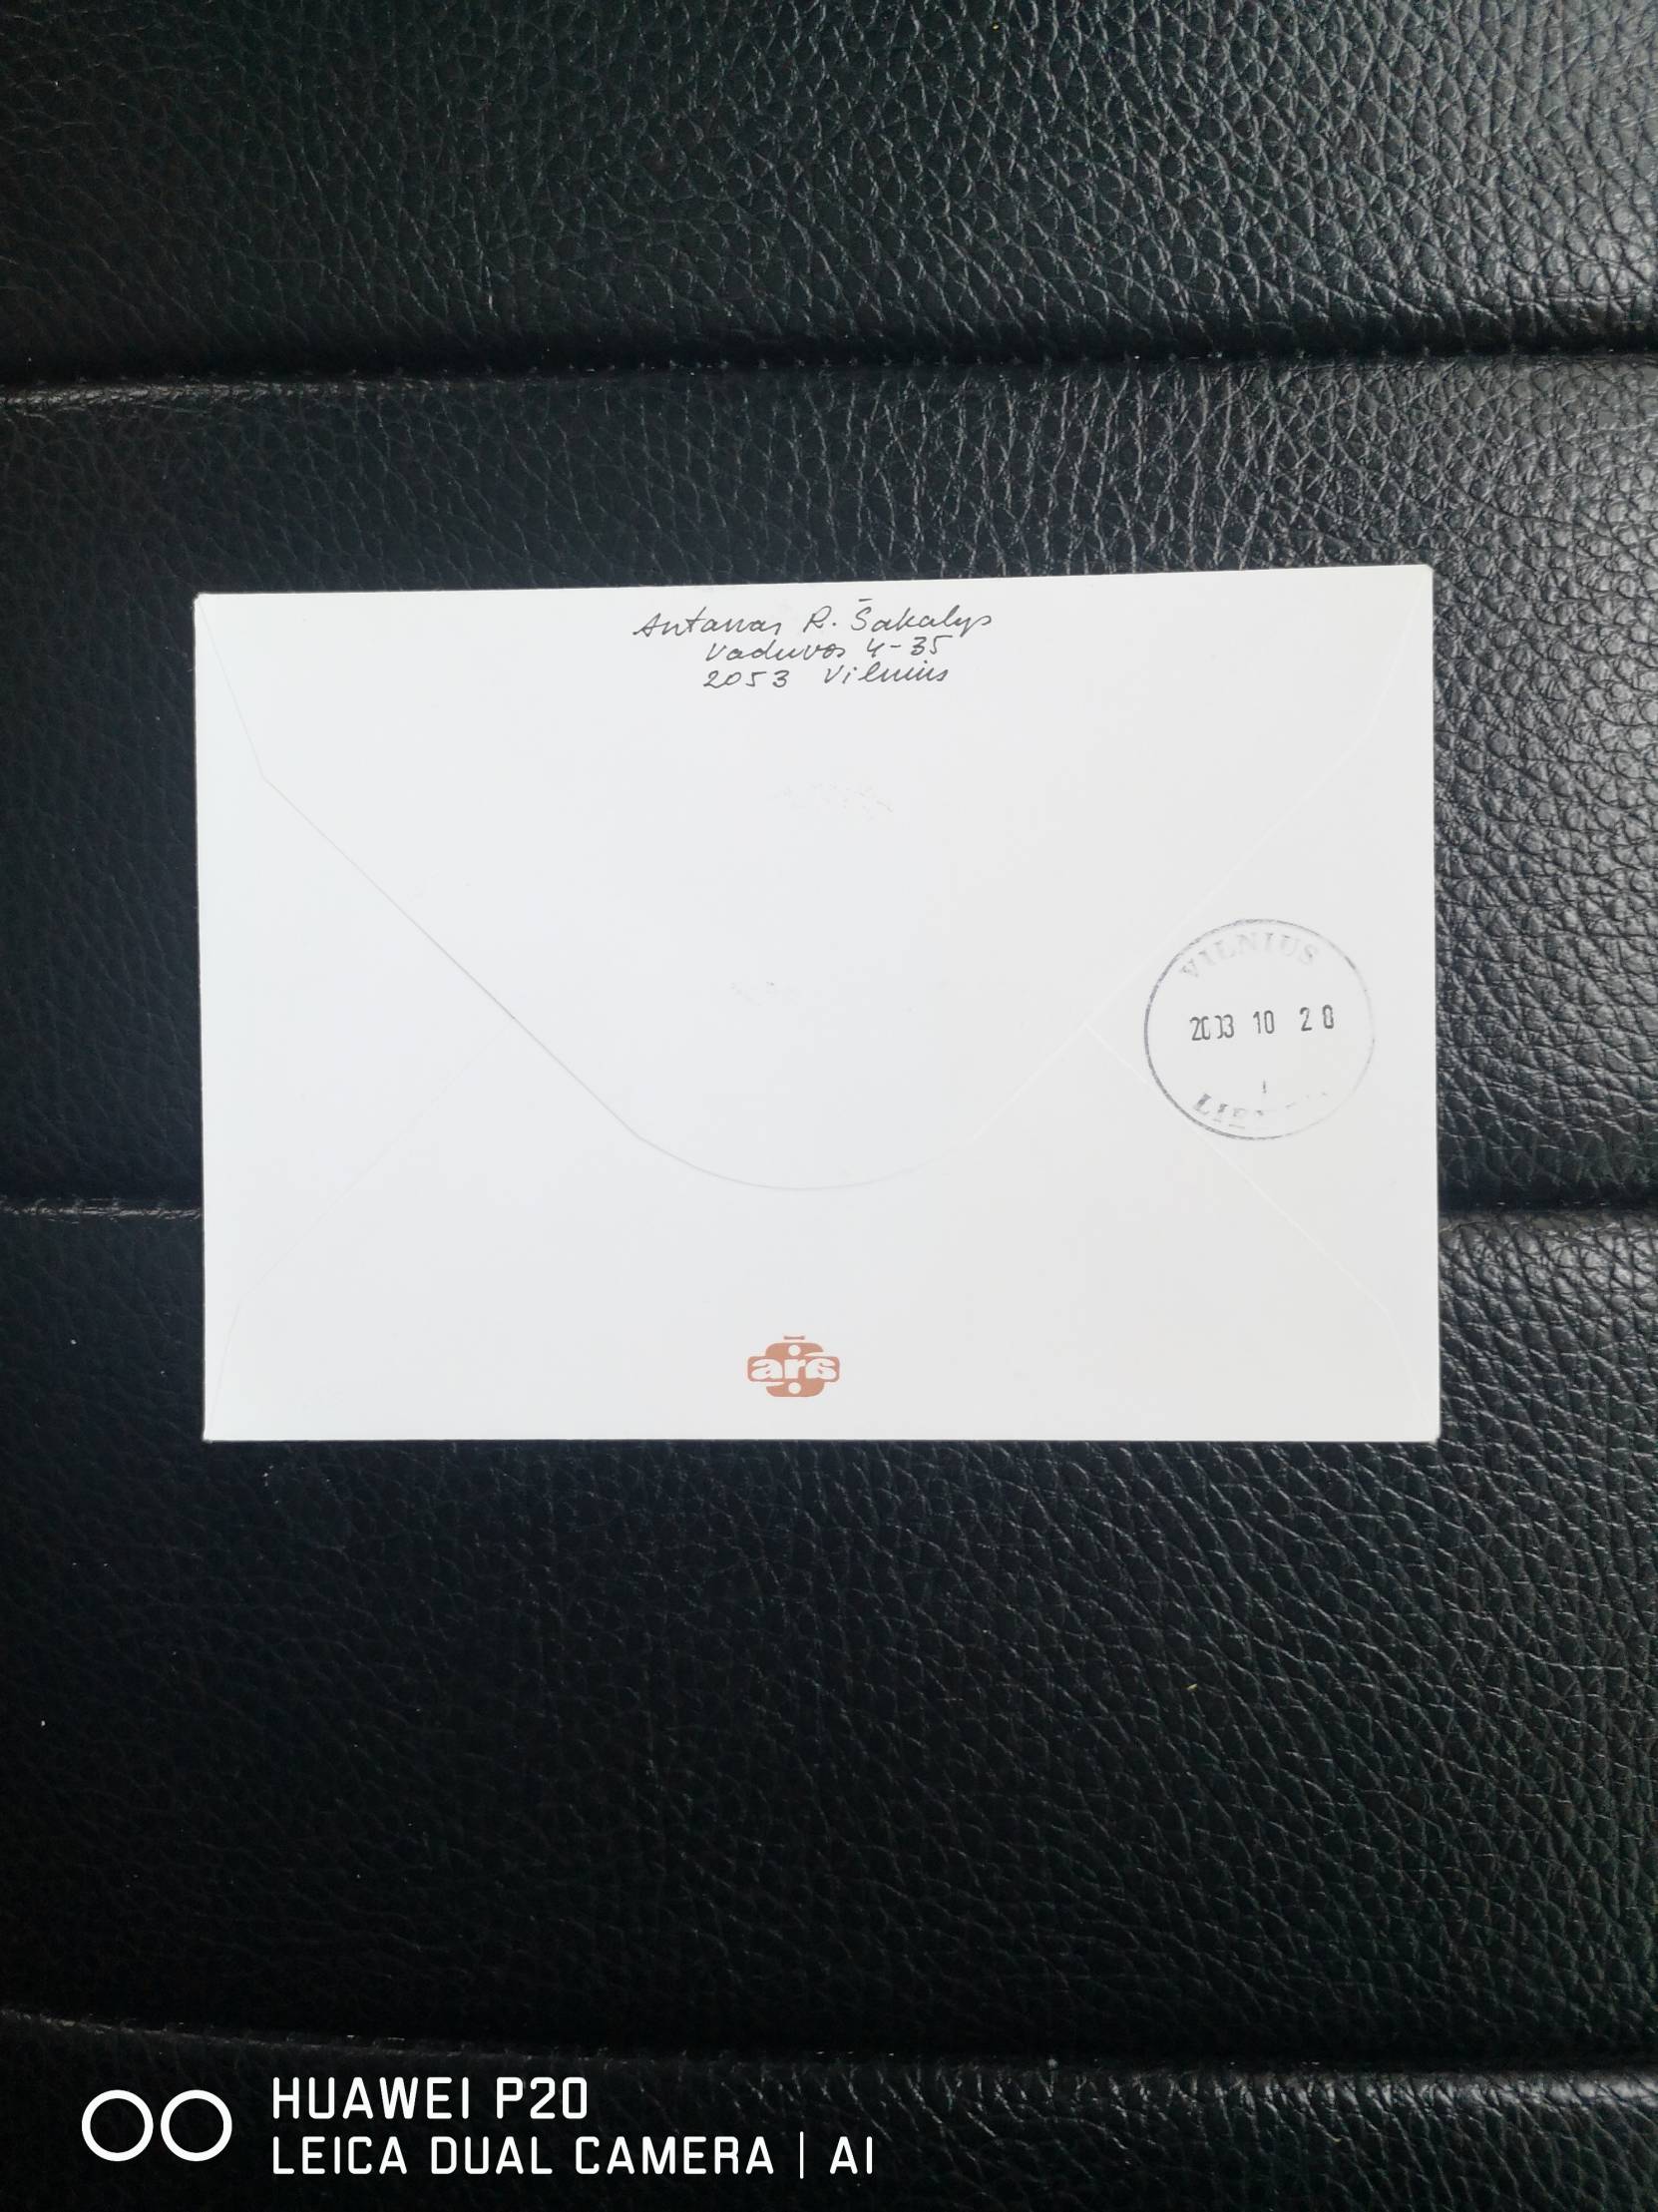 Antanas R. Šakalys
Vaduvos 4-35
2053 Vilnius
VILNIUS
2003 10 20
ars
HUAWEI P20
LEICA DUAL CAMERA | AI